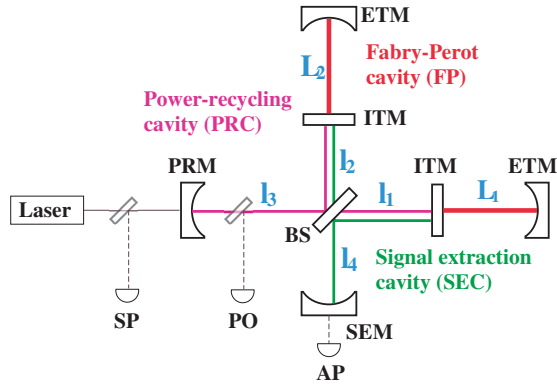 ETM
L₂
Fabry-Perot
cavity (FP)
Power-recycling
cavity (PRC)
ITM
PRM
l₂
ITM
ETM
Laser
l₃
l₁
L₁
BS
l₄
Signal extraction
cavity (SEC)
SP
PO
SEM
AP